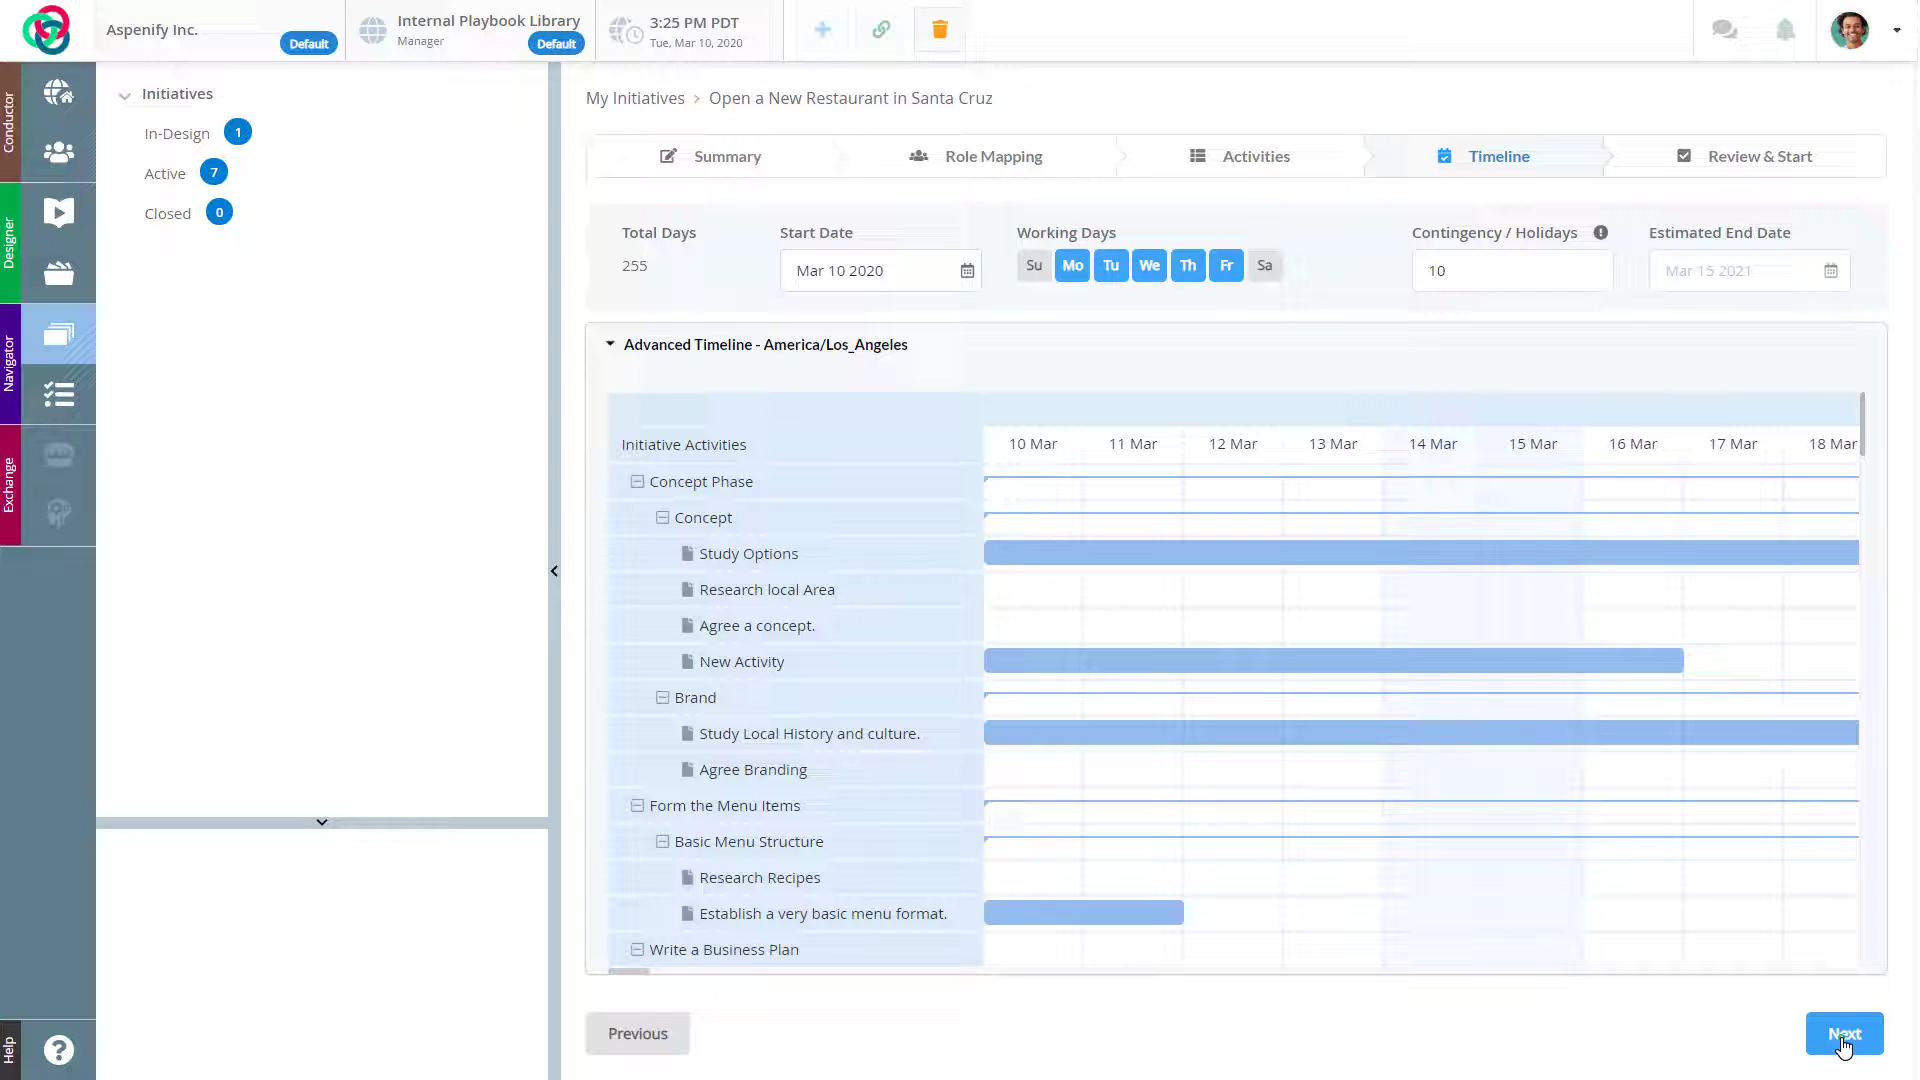 Aspenify Inc.
Default
Internal Playbook Library
Manager
Default
3:25 PM PDT
Tue, Mar 10, 2020
Conductor
Designer
Navigator
Exchange
Help
Initiatives
In-Design 1
Active 7
Closed 0
My Initiatives > Open a New Restaurant in Santa Cruz
Summary
Role Mapping
Activities
Timeline
Review & Start
Total Days
255
Start Date
Mar 10 2020
Working Days
Su Mo Tu We Th Fr Sa
Contingency / Holidays
10
Estimated End Date
Mar 15 2021
Advanced Timeline - America/Los_Angeles
Initiative Activities
10 Mar 11 Mar 12 Mar 13 Mar 14 Mar 15 Mar 16 Mar 17 Mar 18 Mar
Concept Phase
Concept
Study Options
Research local Area
Agree a concept.
New Activity
Brand
Study Local History and culture.
Agree Branding
Form the Menu Items
Basic Menu Structure
Research Recipes
Establish a very basic menu format.
Write a Business Plan
Previous
Next